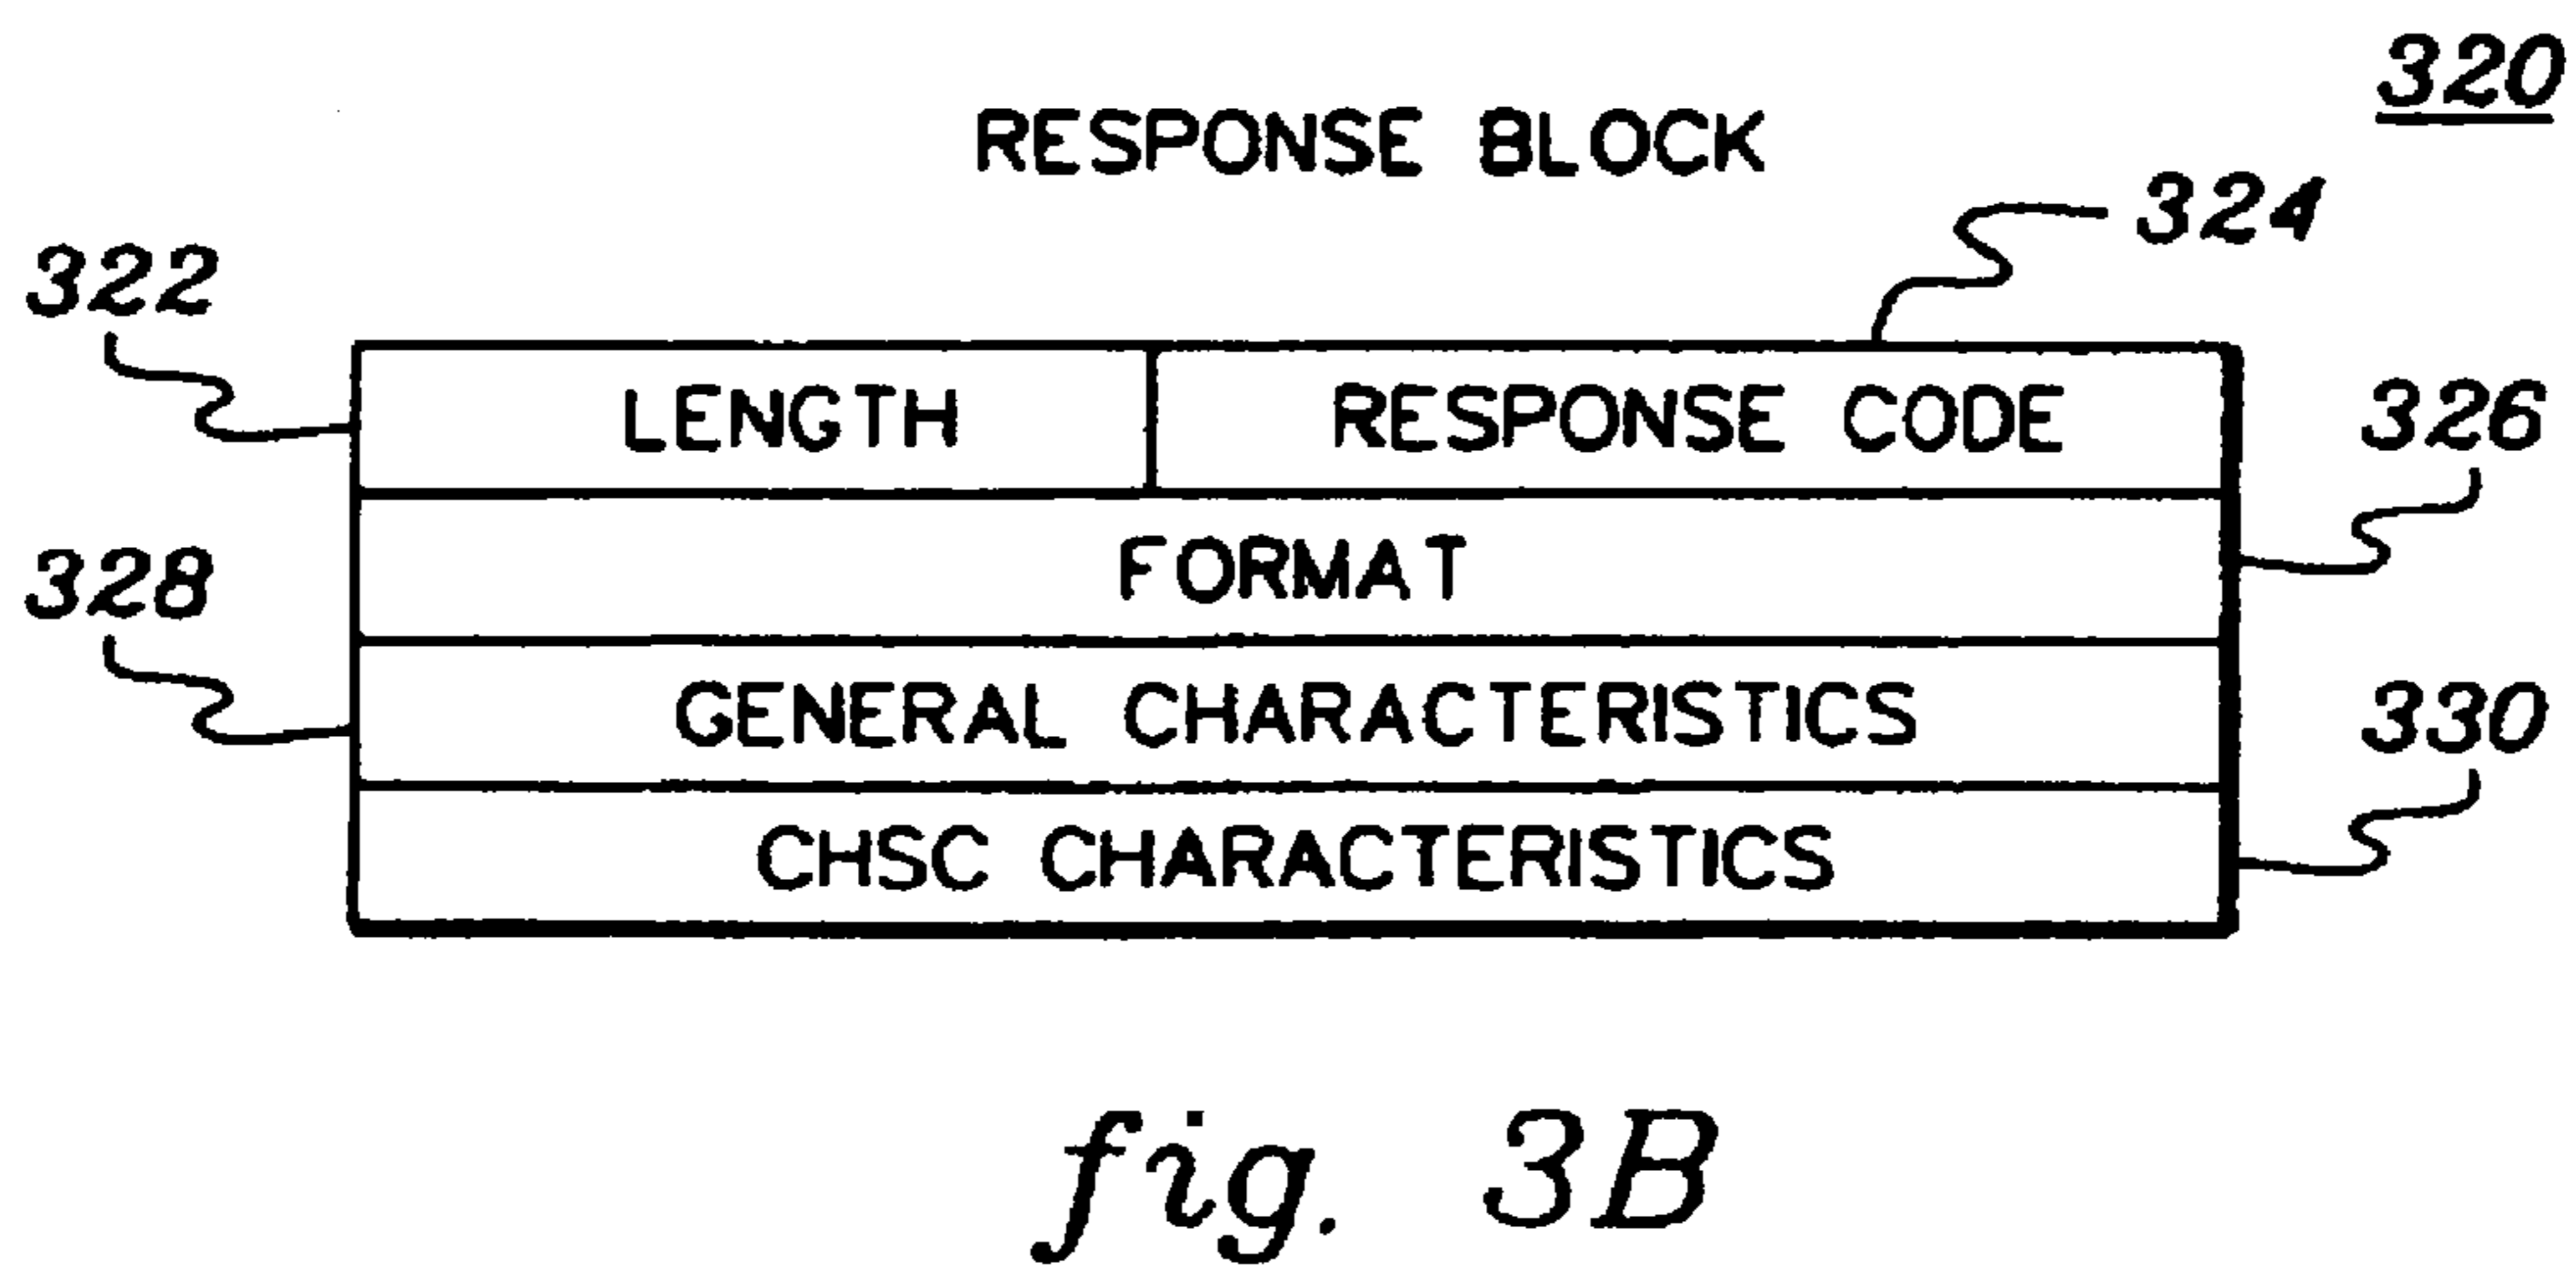 320
RESPONSE BLOCK
324
322
LENGTH RESPONSE CODE
326
FORMAT
328
GENERAL CHARACTERISTICS
330
CHSC CHARACTERISTICS
fig. 3B